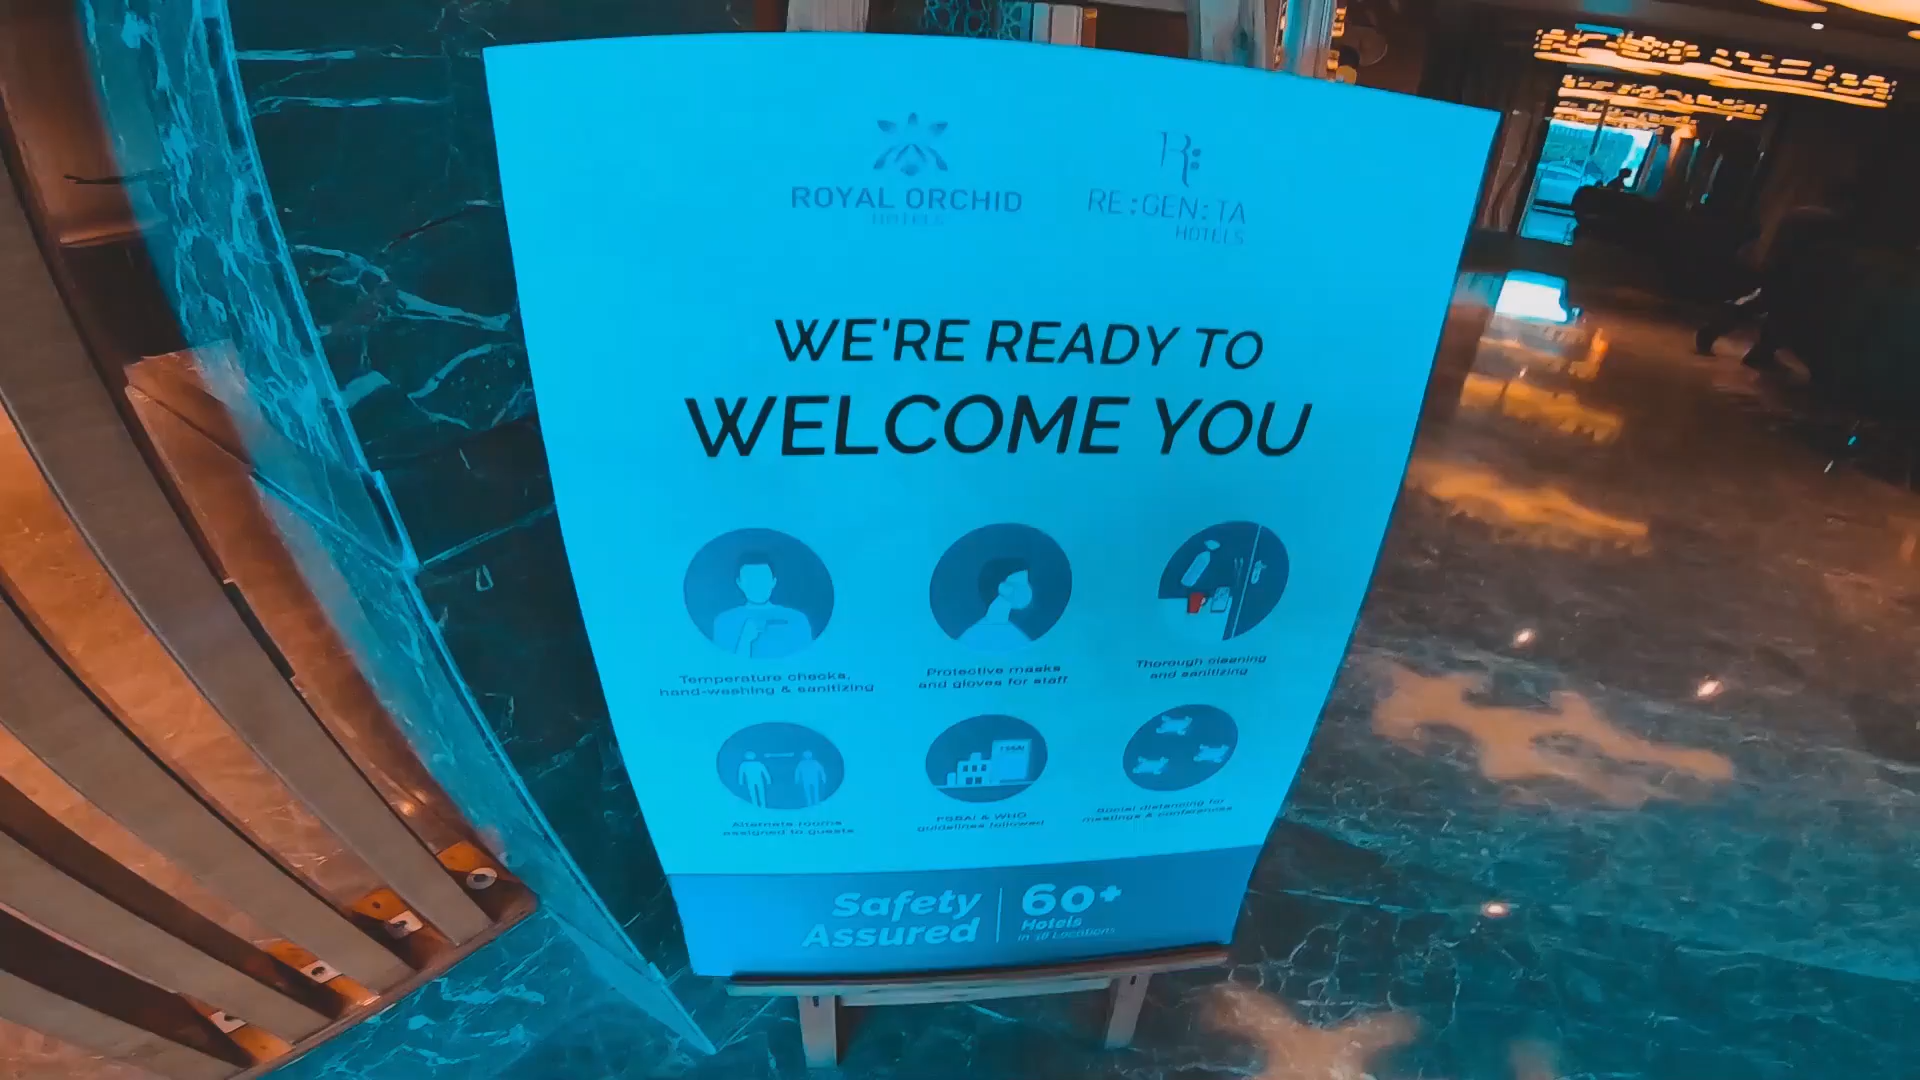 ROYAL ORCHID
HOTELS
RE:GEN:TA
HOTELS
WE'RE READY TO
WELCOME YOU
Temperature checks,
hand-washing & sanitizing
Protective masks
and gloves for staff
Thorough cleaning
and sanitizing
Alternate rooms
assigned to guests
FSSAI
FSSAI & WHO
guidelines followed
Social distancing for
meetings & conferences
Safety
Assured
60+
Hotels
in 38 Locations